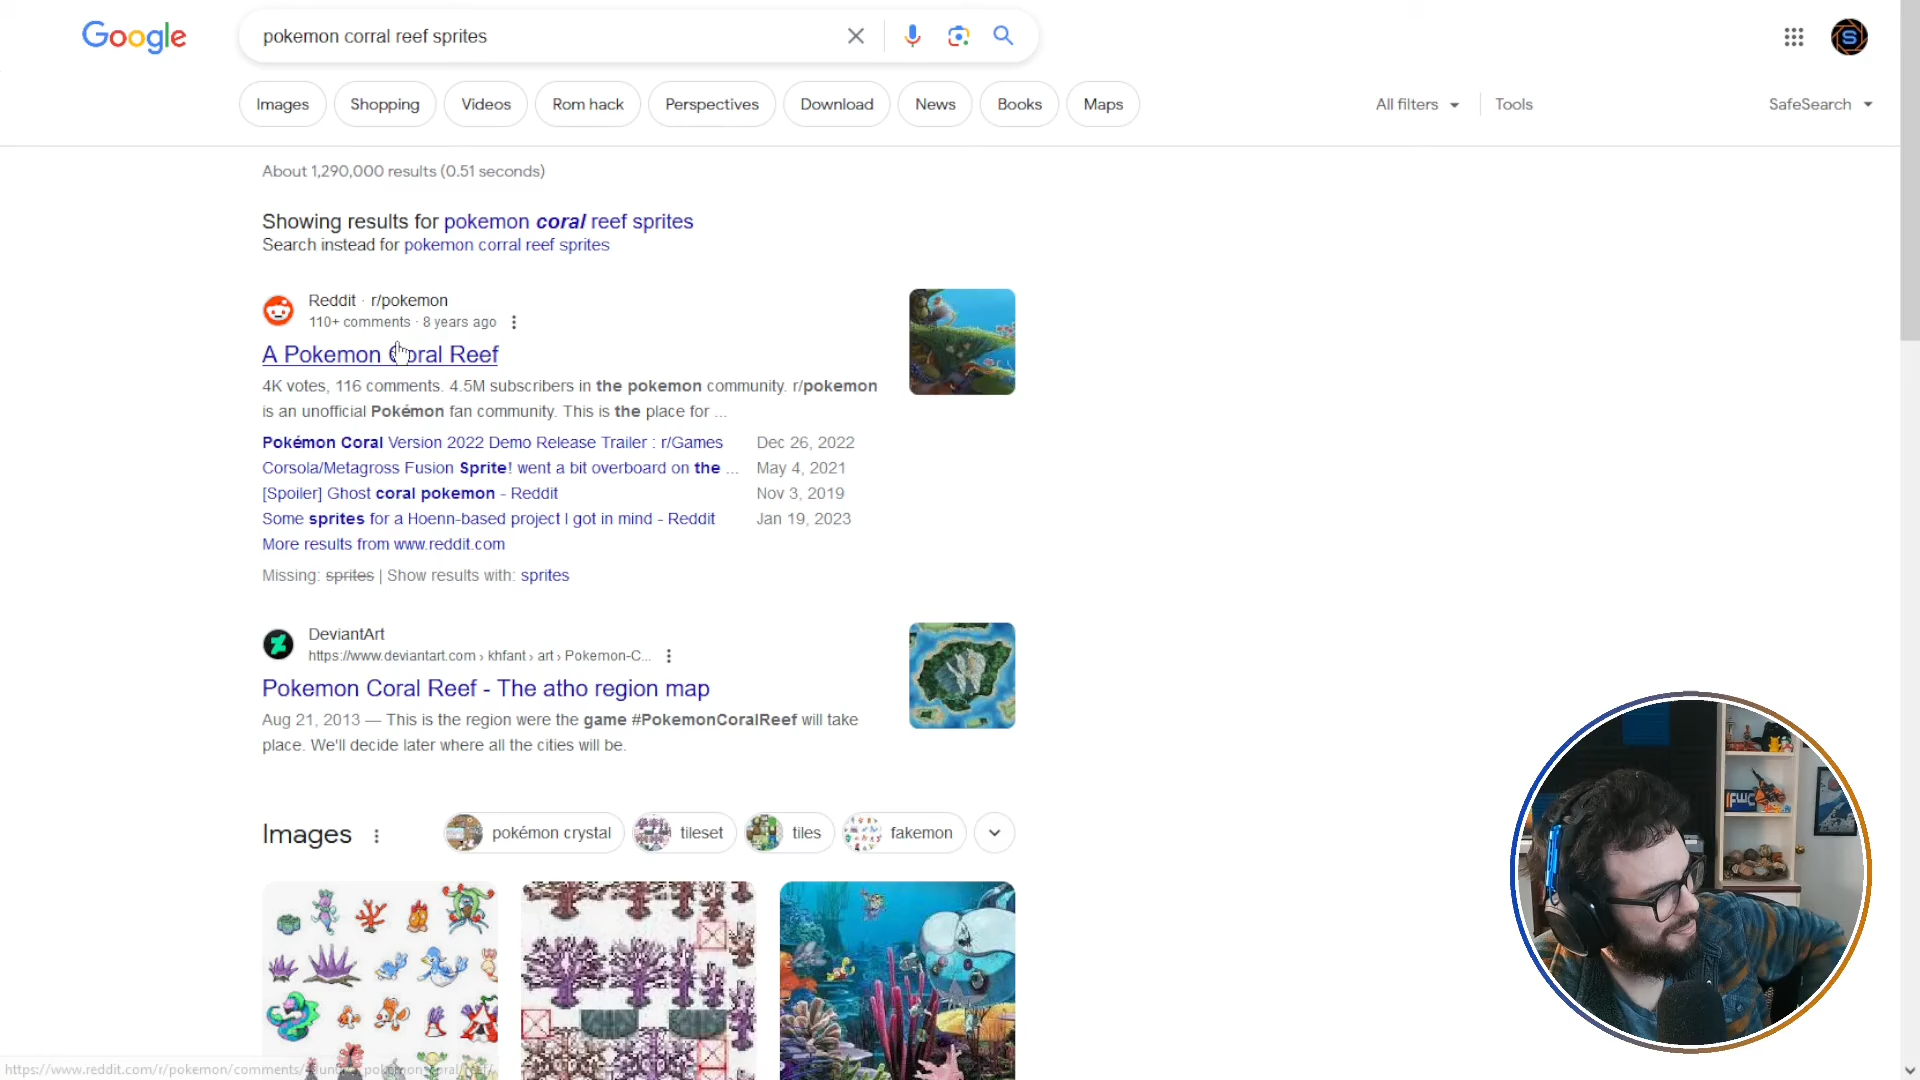 Google
pokemon corral reef sprites
Images
Shopping
Videos
Rom hack
Perspectives
Download
News
Books
Maps
All filters
Tools
SafeSearch
About 1,290,000 results (0.51 seconds)
Showing results for pokemon coral reef sprites
Search instead for pokemon corral reef sprites
Reddit · r/pokemon
110+ comments · 8 years ago
A Pokemon Coral Reef
4K votes, 116 comments. 4.5M subscribers in the pokemon community. r/pokemon
is an unofficial Pokémon fan community. This is the place for ...
Pokémon Coral Version 2022 Demo Release Trailer : r/Games Dec 26, 2022
Corsola/Metagross Fusion Sprite! went a bit overboard on the ... May 4, 2021
[Spoiler] Ghost coral pokemon - Reddit Nov 3, 2019
Some sprites for a Hoenn-based project I got in mind - Reddit Jan 19, 2023
More results from www.reddit.com
Missing: sprites | Show results with: sprites
DeviantArt
https://www.deviantart.com › khfant › art › Pokemon-C...
Pokemon Coral Reef - The atho region map
Aug 21, 2013 — This is the region were the game #PokemonCoralReef will take
place. We'll decide later where all the cities will be.
Images
pokémon crystal
tileset
tiles
fakemon
S